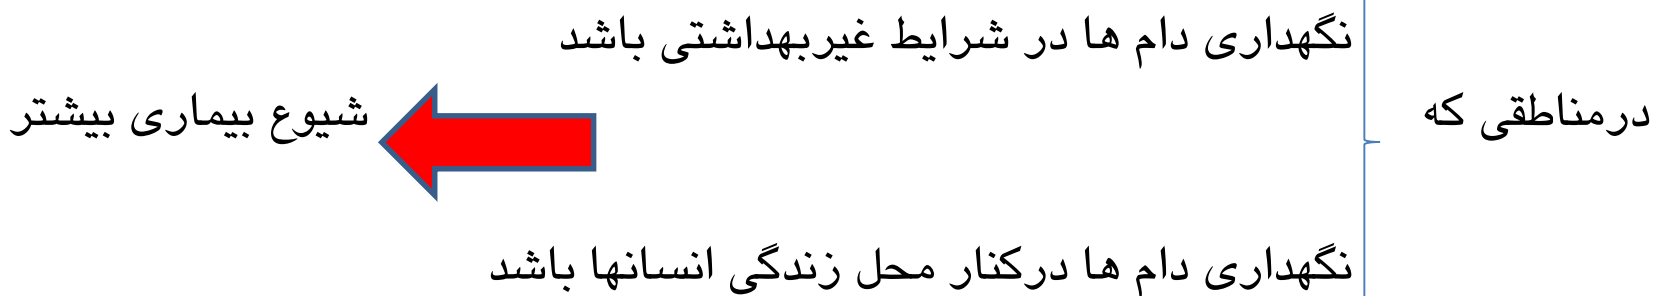 درمناطقی که
نگهداری دام ها در شرایط غیربهداشتی باشد
نگهداری دام ها درکنار محل زندگی انسانها باشد
شیوع بیماری بیشتر